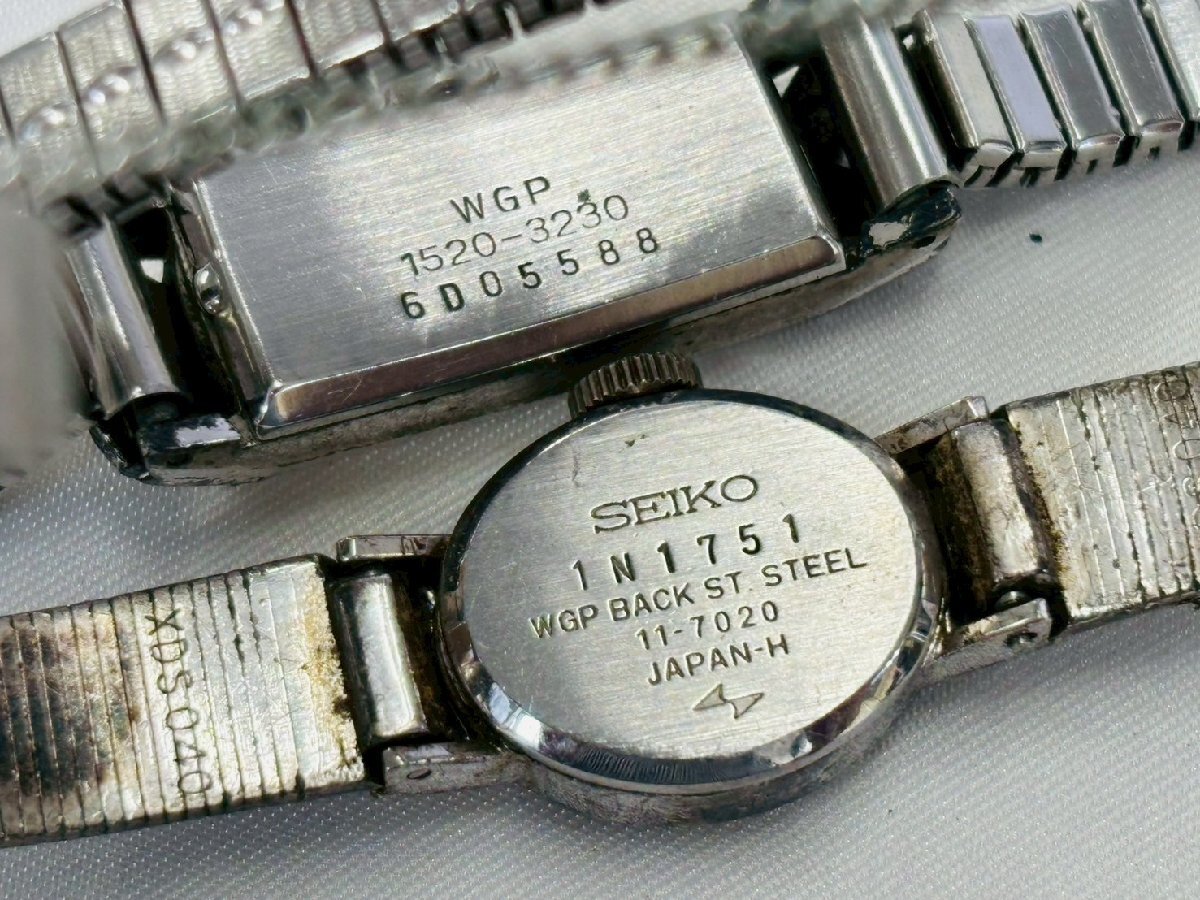 WGP
1520-3230
6D05588
SEIKO
1N1751
WGP BACK ST. STEEL
11-7020
JAPAN-H
XDS040